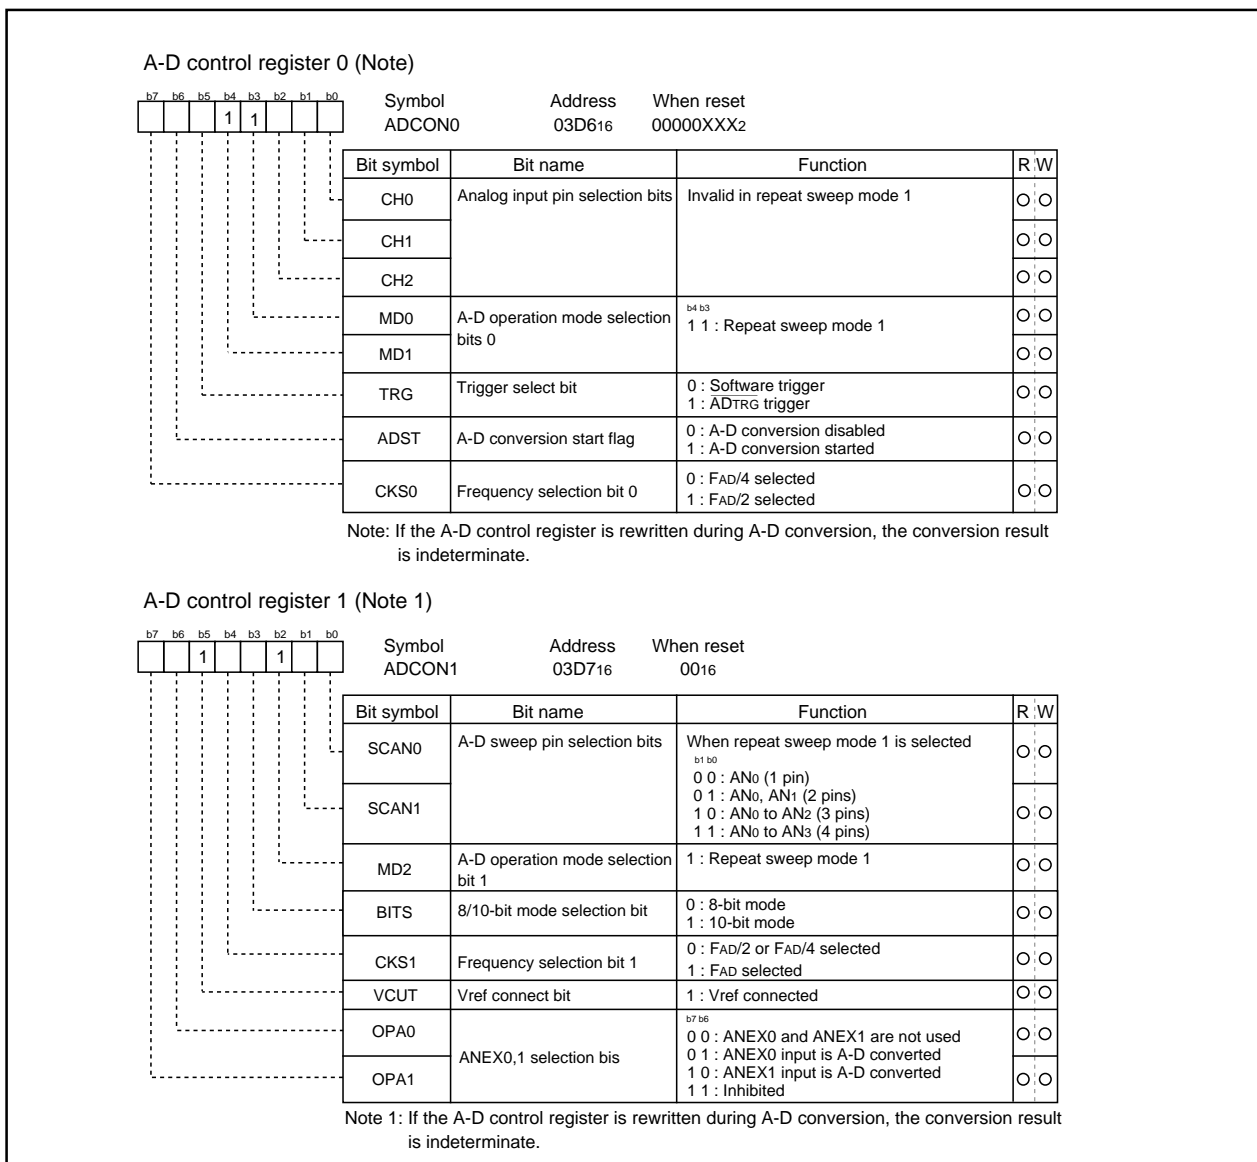 A-D control register 0 (Note)
b7 b6 b5 b4 b3 b2 b1 b0
1 1
Symbol Address When reset
ADCON0 03D616 00000XXX2
Bit symbol Bit name Function R W
CH0 Analog input pin selection bits Invalid in repeat sweep mode 1
CH1
CH2
MD0 A-D operation mode selection bits 0
b4 b3
1 1 : Repeat sweep mode 1
MD1
TRG Trigger select bit 0 : Software trigger
1 : ADTRG trigger
ADST A-D conversion start flag 0 : A-D conversion disabled
1 : A-D conversion started
CKS0 Frequency selection bit 0 0 : FAD/4 selected
1 : FAD/2 selected
Note: If the A-D control register is rewritten during A-D conversion, the conversion result
is indeterminate.
A-D control register 1 (Note 1)
b7 b6 b5 b4 b3 b2 b1 b0
1 1
Symbol Address When reset
ADCON1 03D716 0016
Bit symbol Bit name Function R W
SCAN0 A-D sweep pin selection bits When repeat sweep mode 1 is selected
b1 b0
0 0 : AN0 (1 pin)
0 1 : AN0, AN1 (2 pins)
SCAN1 1 0 : AN0 to AN2 (3 pins)
1 1 : AN0 to AN3 (4 pins)
MD2 A-D operation mode selection bit 1 1 : Repeat sweep mode 1
BITS 8/10-bit mode selection bit 0 : 8-bit mode
1 : 10-bit mode
CKS1 Frequency selection bit 1 0 : FAD/2 or FAD/4 selected
1 : FAD selected
VCUT Vref connect bit 1 : Vref connected
b7 b6
OPA0 ANEX0,1 selection bis 0 0 : ANEX0 and ANEX1 are not used
0 1 : ANEX0 input is A-D converted
OPA1 1 0 : ANEX1 input is A-D converted
1 1 : Inhibited
Note 1: If the A-D control register is rewritten during A-D conversion, the conversion result
is indeterminate.